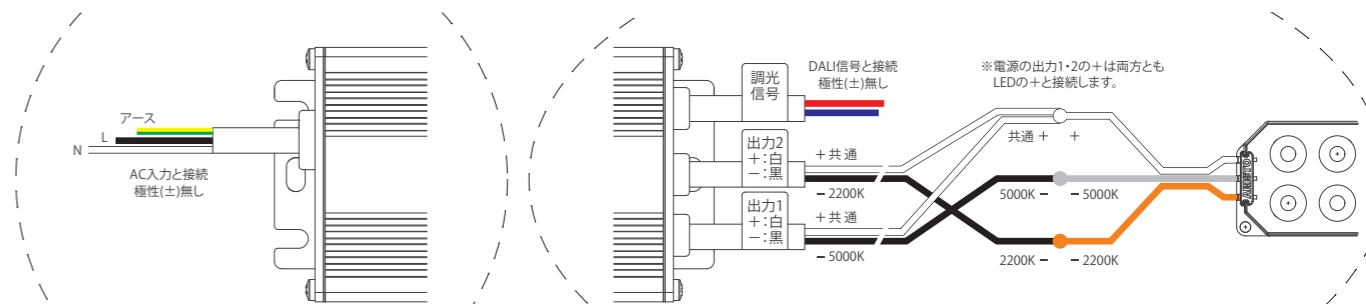 アース
L
N
AC入力と接続
極性(±)無し
調光
信号
DALI信号と接続
極性(±)無し
出力2
+:白
−:黒
+共通
−2200K
出力1
+:白
−:黒
+共通
−5000K
※電源の出力1・2の+は両方とも
LEDの+と接続します。
共通 + +
5000K − −5000K
2200K − −2200K
ARISTO